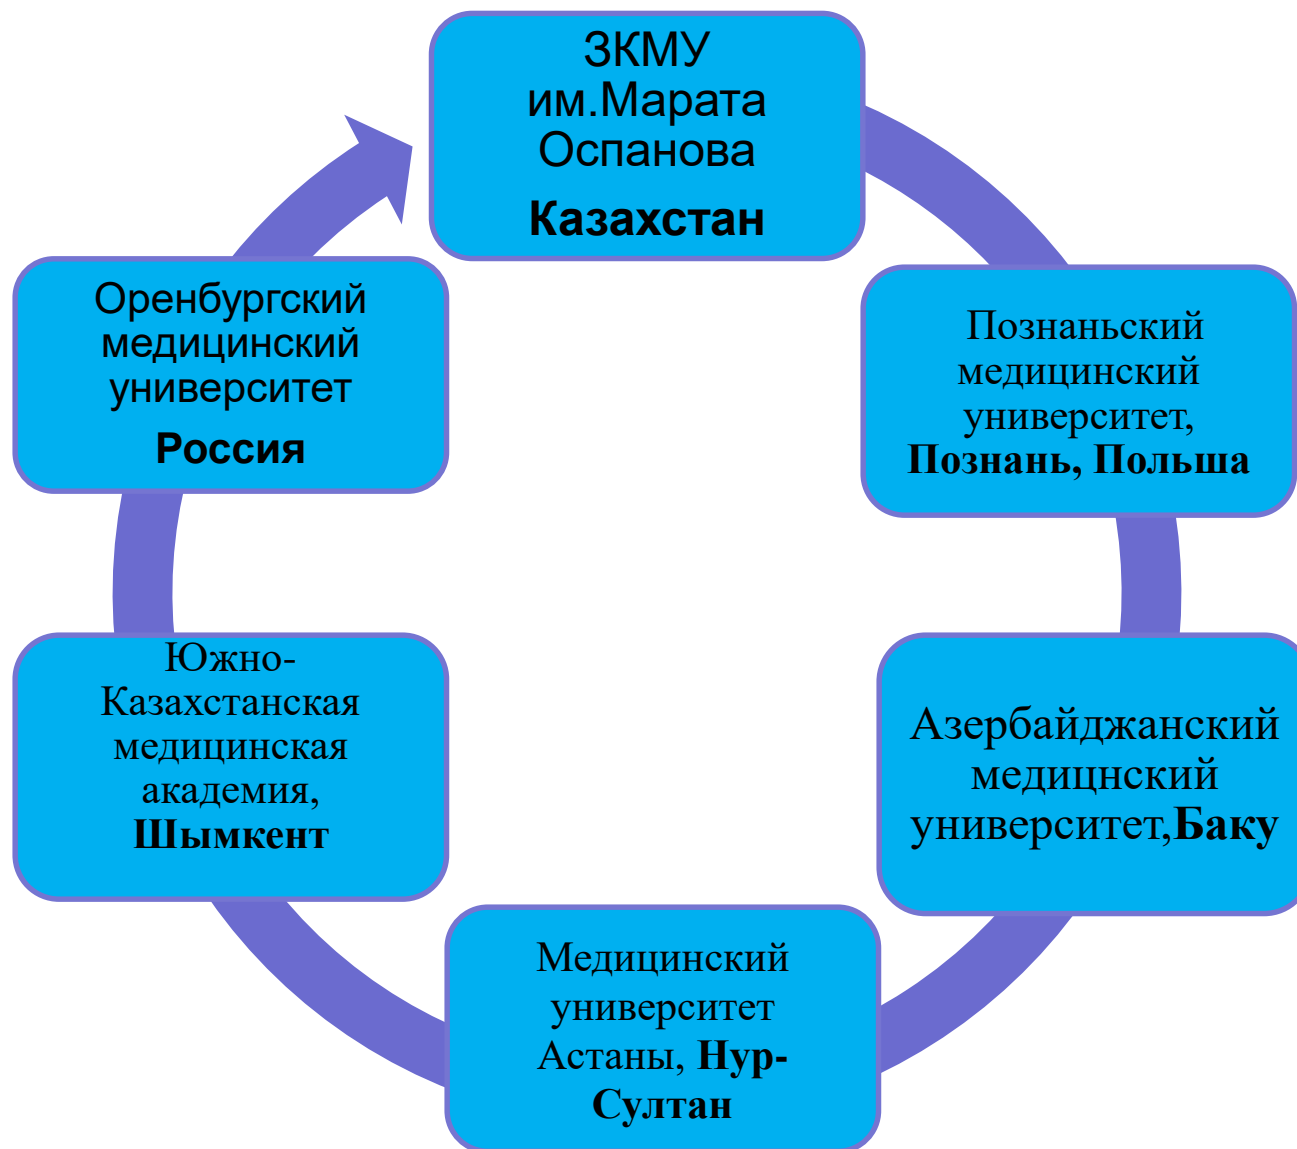 ЗКМУ
им.Марата
Оспанова
Казахстан
Познаньский
медицинский
университет,
Познань, Польша
Азербайджанский
медицнский
университет,Баку
Медицинский
университет
Астаны, Нур-
Султан
Южно-
Казахстанская
медицинская
академия,
Шымкент
Оренбургский
медицинский
университет
Россия